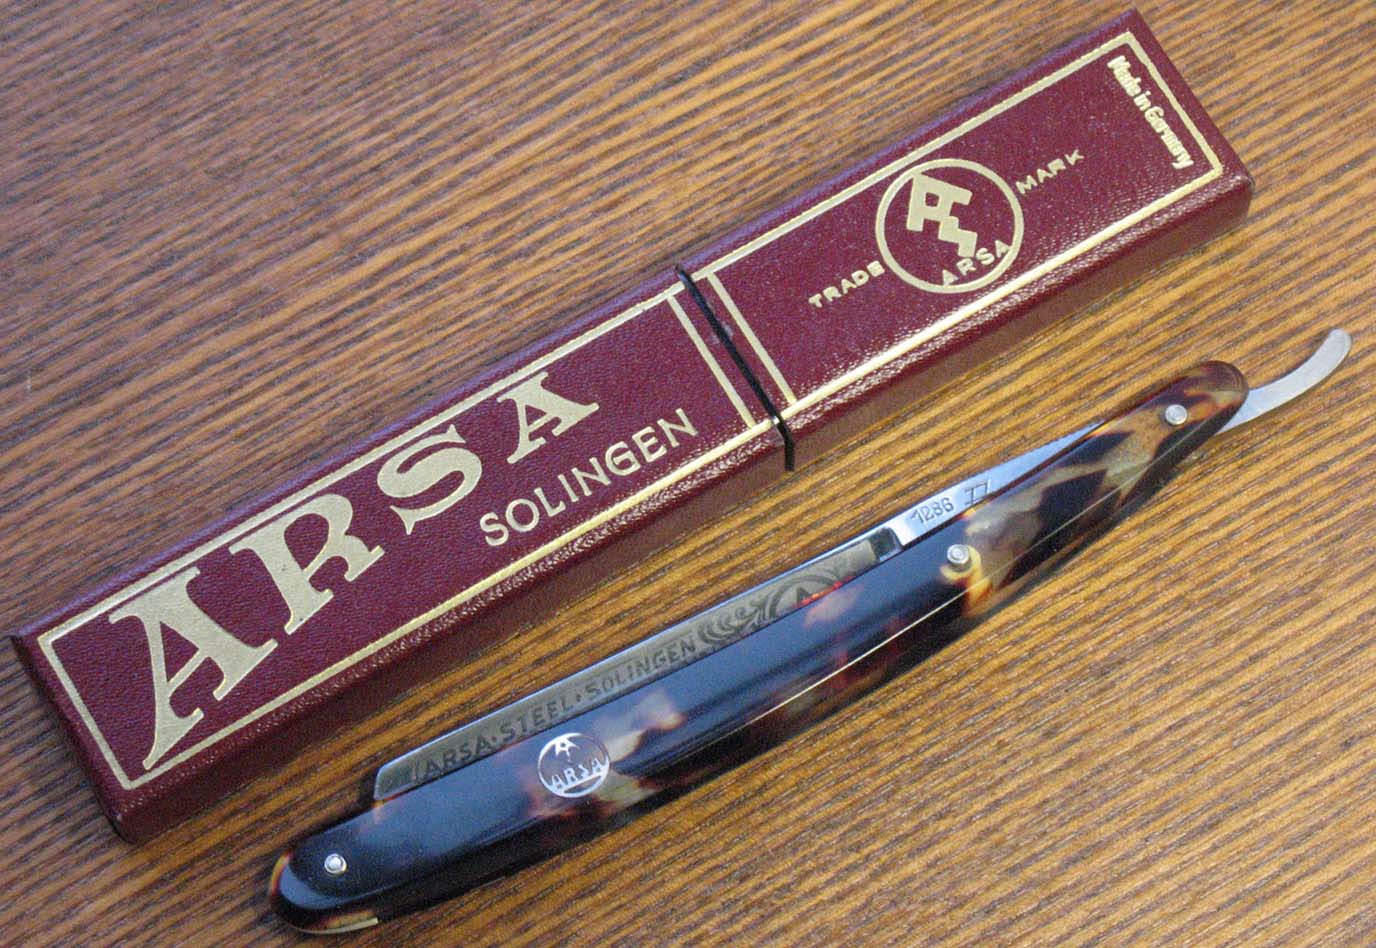 ARSA
SOLINGEN
TRADE
ARSA
MARK
Made in Germany
ARSA·STEEL·SOLINGEN
1286
ARSA